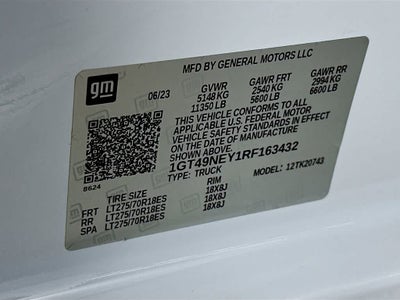 gm
MFD BY GENERAL MOTORS LLC
06/23 GVWR GAWR FRT GAWR RR
5148 KG 2540 KG 2994 KG
11350 LB 5600 LB 6600 LB
THIS VEHICLE CONFORMS TO ALL
APPLICABLE U.S. FEDERAL MOTOR
VEHICLE SAFETY STANDARDS IN EFFECT
ON THE DATE OF MANUFACTURE
SHOWN ABOVE.
1GT49NEY1RF163432
8624 TYPE: TRUCK MODEL: 12TK20743
TIRE SIZE RIM
FRT LT275/70R18ES 18X8J
RR LT275/70R18ES 18X8J
SPA LT275/70R18ES 18X8J